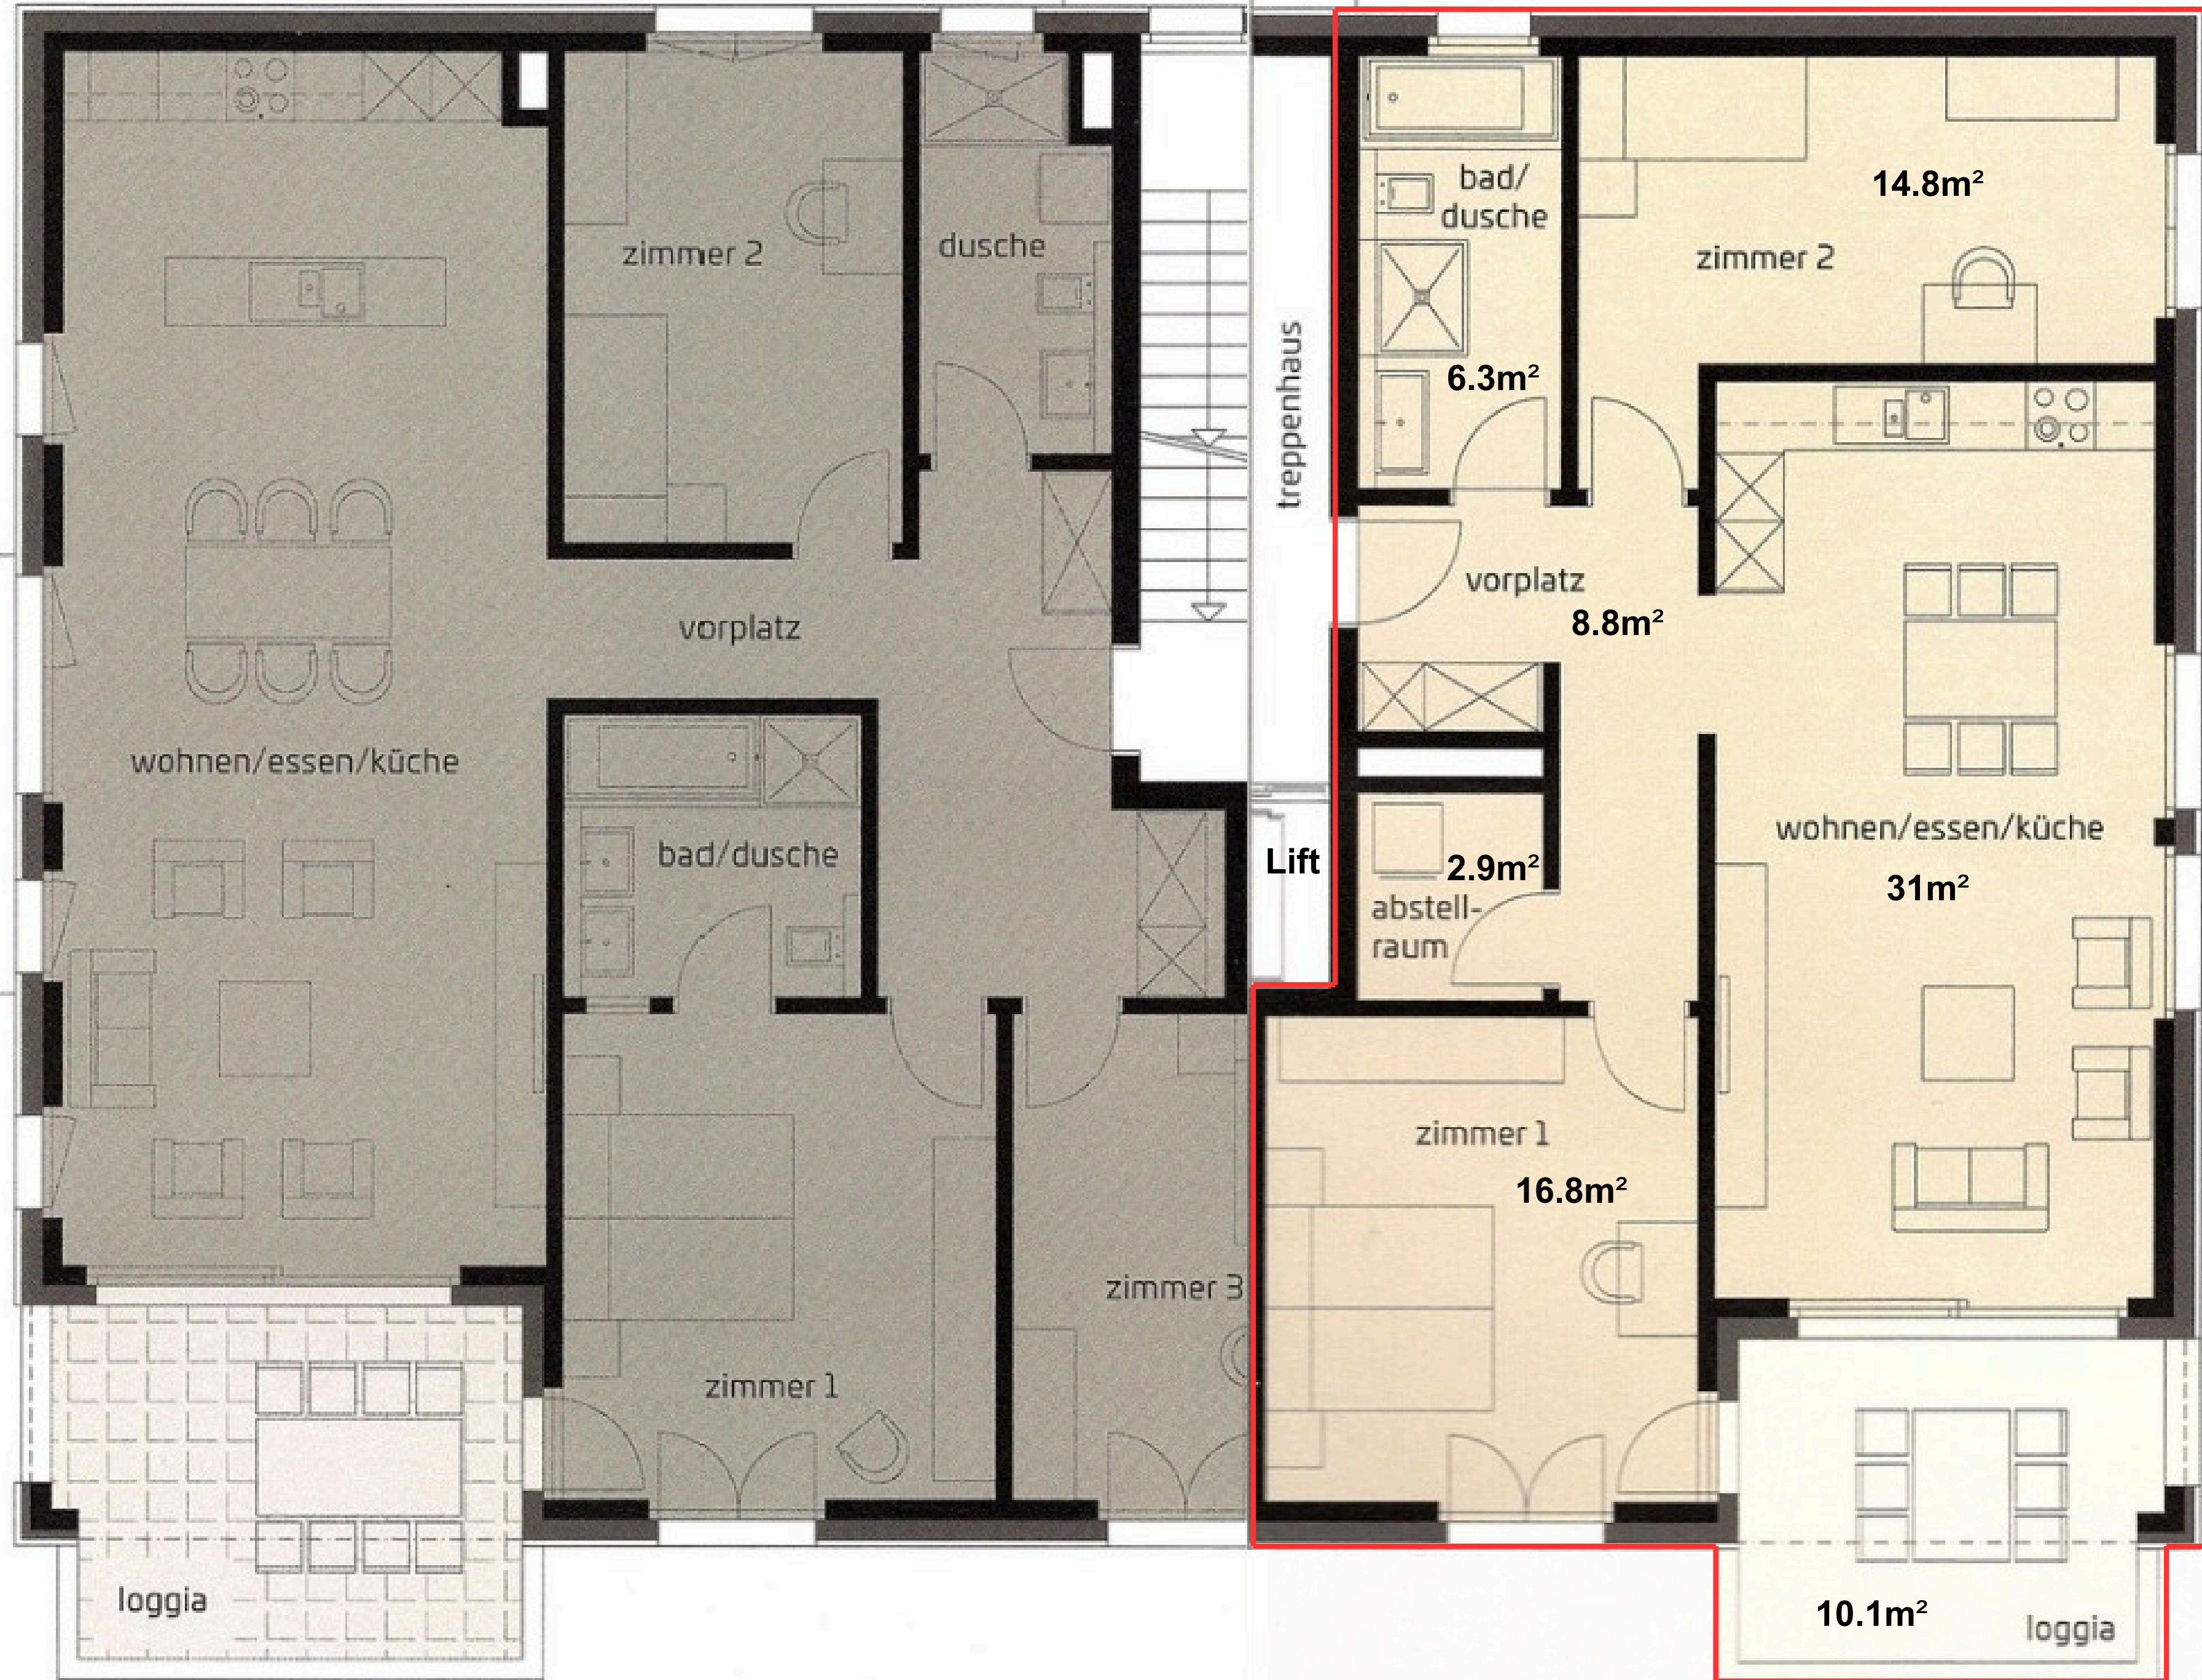 zimmer 2
dusche
vorplatz
wohnen/essen/küche
bad/dusche
zimmer 3
zimmer 1
loggia
treppenhaus
Lift
bad/
dusche
14.8m²
zimmer 2
6.3m²
vorplatz
8.8m²
wohnen/essen/küche
31m²
2.9m²
abstell-
raum
zimmer 1
16.8m²
10.1m²
loggia